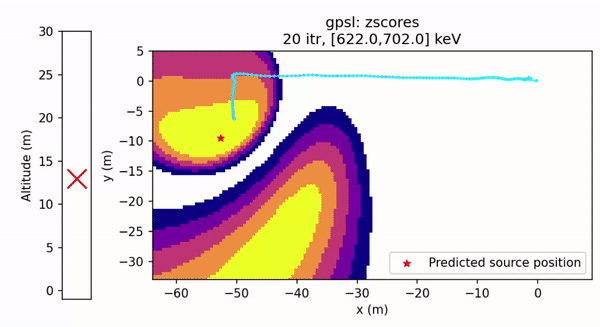 gpsl: zscores
20 itr, [622.0,702.0] keV
Altitude (m)
30
25
20
15
10
5
0
y (m)
5
0
−5
−10
−15
−20
−25
−30
Predicted source position
−60 −50 −40 −30 −20 −10 0
x (m)